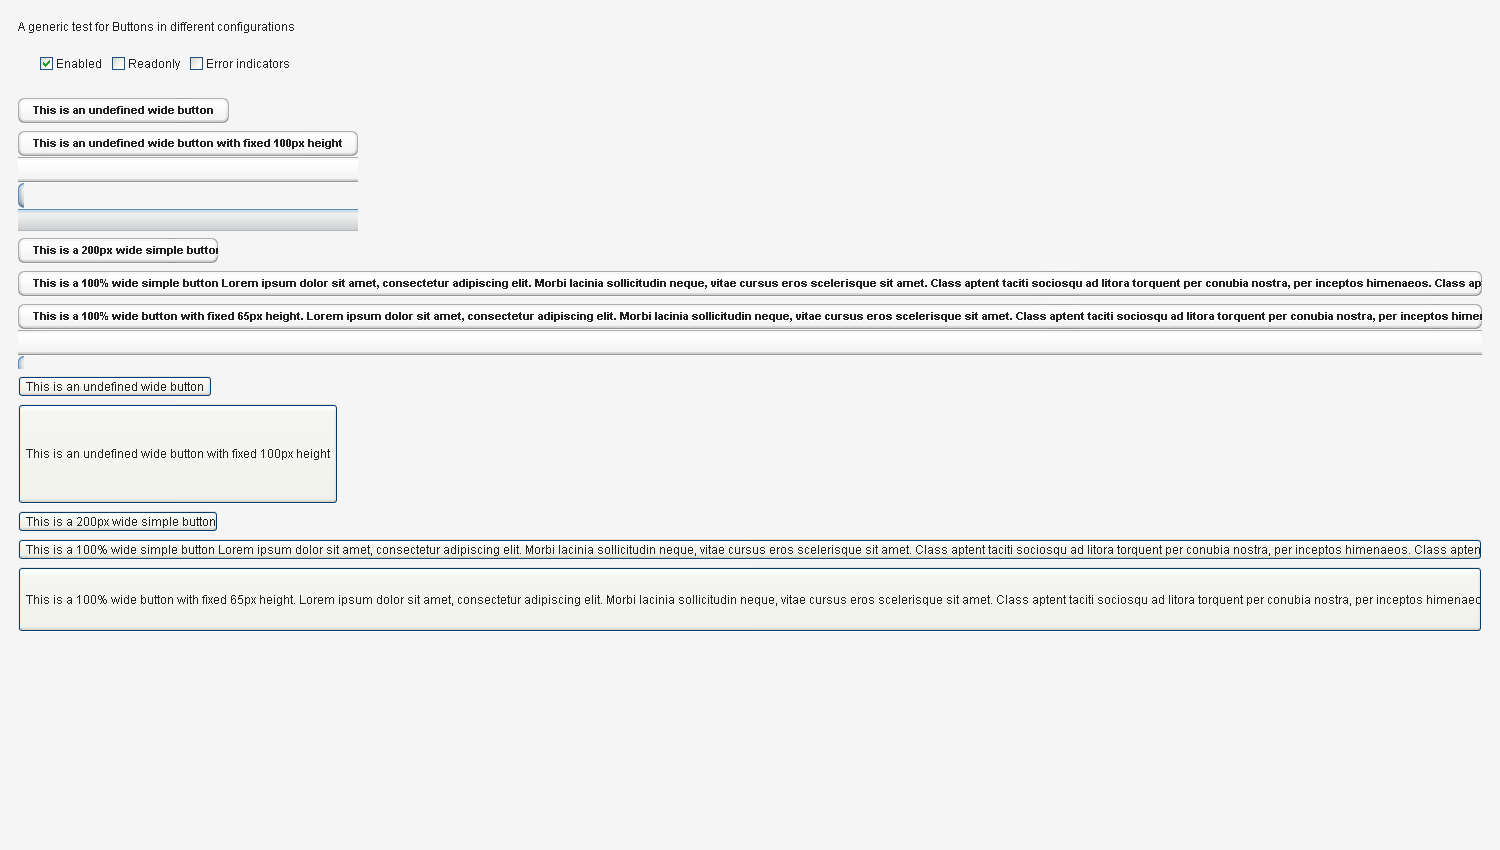 A generic test for Buttons in different configurations
Enabled Readonly Error indicators
This is an undefined wide button
This is an undefined wide button with fixed 100px height
This is a 200px wide simple button
This is a 100% wide simple button Lorem ipsum dolor sit amet, consectetur adipiscing elit. Morbi lacinia sollicitudin neque, vitae cursus eros scelerisque sit amet. Class aptent taciti sociosqu ad litora torquent per conubia nostra, per inceptos himenaeos. Class ap
This is a 100% wide button with fixed 65px height. Lorem ipsum dolor sit amet, consectetur adipiscing elit. Morbi lacinia sollicitudin neque, vitae cursus eros scelerisque sit amet. Class aptent taciti sociosqu ad litora torquent per conubia nostra, per inceptos himen
This is an undefined wide button
This is an undefined wide button with fixed 100px height
This is a 200px wide simple button
This is a 100% wide simple button Lorem ipsum dolor sit amet, consectetur adipiscing elit. Morbi lacinia sollicitudin neque, vitae cursus eros scelerisque sit amet. Class aptent taciti sociosqu ad litora torquent per conubia nostra, per inceptos himenaeos. Class apten
This is a 100% wide button with fixed 65px height. Lorem ipsum dolor sit amet, consectetur adipiscing elit. Morbi lacinia sollicitudin neque, vitae cursus eros scelerisque sit amet. Class aptent taciti sociosqu ad litora torquent per conubia nostra, per inceptos himenaec